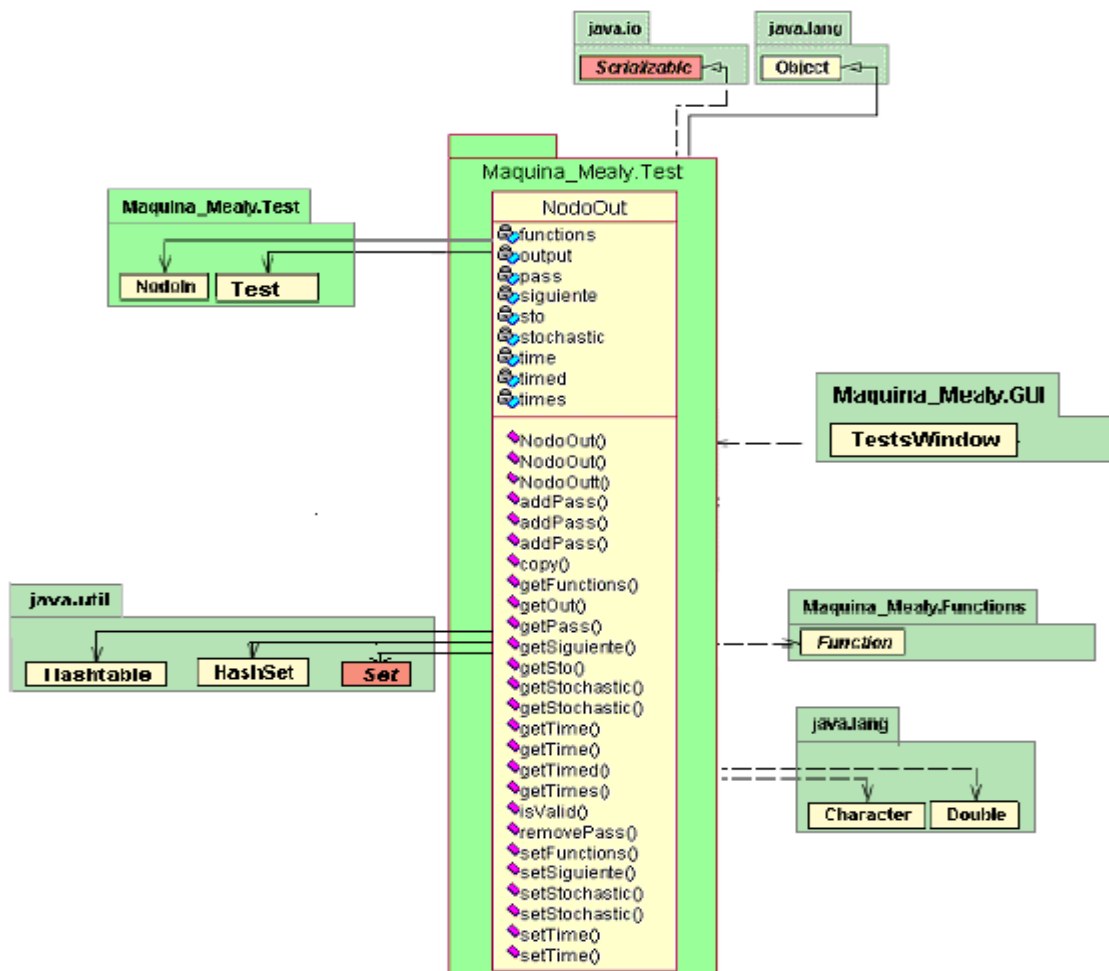 java.io
java.lang
Serializable
Object
Maquina_Mealy.Test
NodoOut
functions
output
pass
siguiente
sto
stochastic
time
timed
times
NodoOut()
NodoOut()
NodoOutt()
addPass()
addPass()
addPass()
copy()
getFunctions()
getOut()
getPass()
getSiguiente()
getSto()
getStochastic()
getStochastic()
getTime()
getTime()
getTimed()
getTimes()
isValid()
removePass()
setFunctions()
setSiguiente()
setStochastic()
setStochastic()
setTime()
setTime()
Maquina_Mealy.Test
NodoIn
Test
Maquina_Mealy.GUI
TestsWindow
java.util
Hashtable
HashSet
Set
Maquina_Mealy.Functions
Function
java.lang
Character
Double